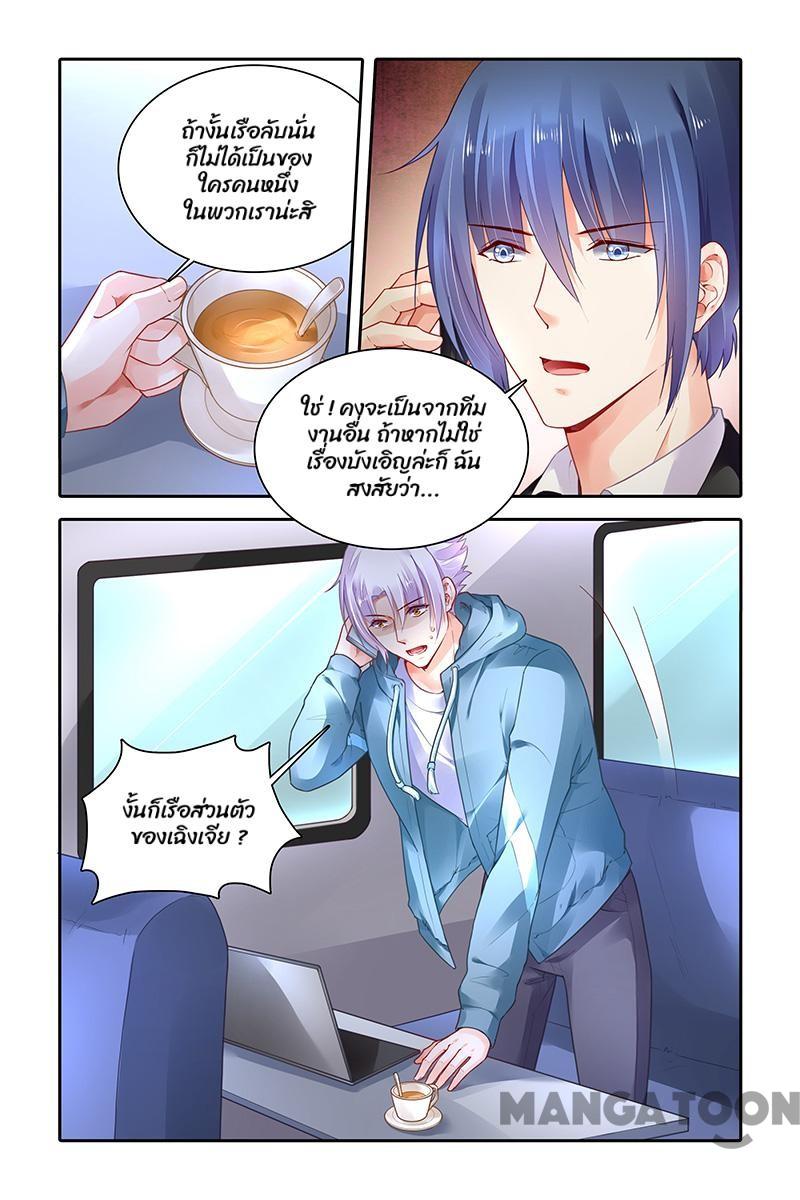 ถ้างั้นเรือลับนั่น
ก็ไม่ได้เป็นของ
ใครคนหนึ่ง
ในพวกเราน่ะสิ
ใช่ ! คงจะเป็นจากทีม
งานอื่น ถ้าหากไม่ใช่
เรื่องบังเอิญล่ะก็ ฉัน
สงสัยว่า...
งั้นก็เรือส่วนตัว
ของเฉิงเจีย ?
MANGATOON